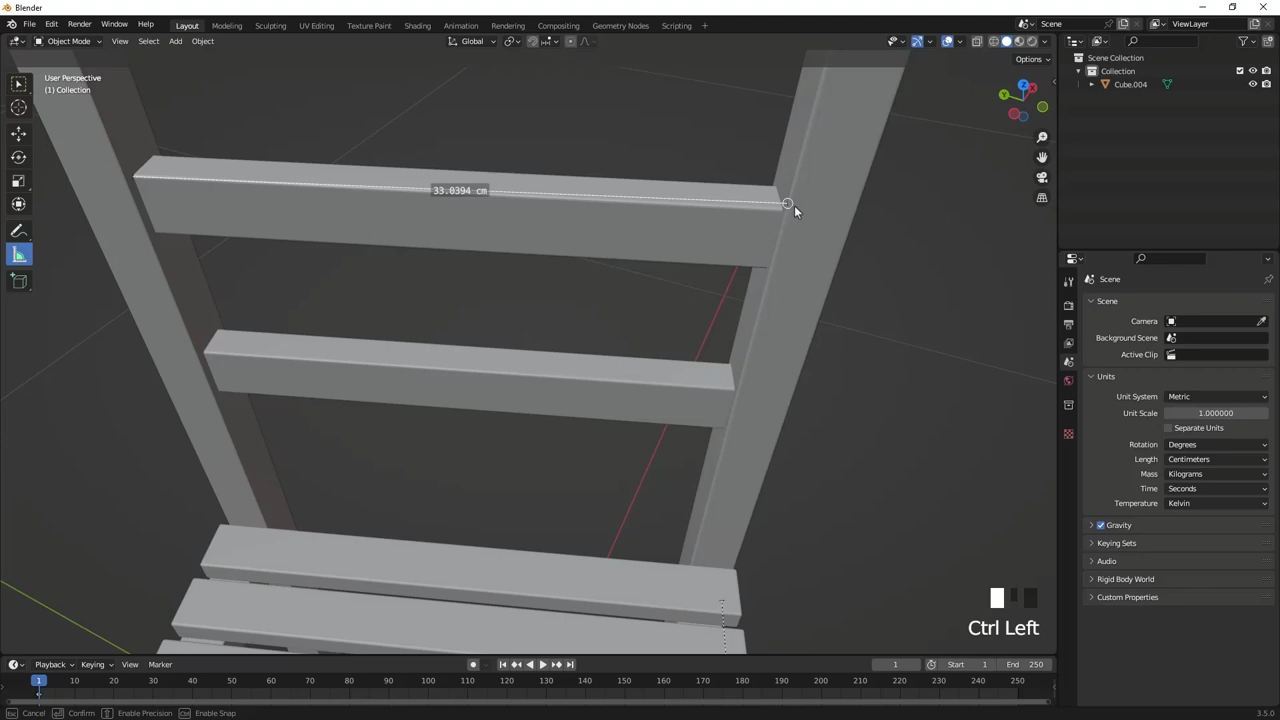 Blender
File Edit Render Window Help
Layout Modeling Sculpting UV Editing Texture Paint Shading Animation Rendering Compositing Geometry Nodes Scripting +
Scene ViewLayer
Object Mode View Select Add Object Global
Options
User Perspective
(1) Collection
Scene Collection
Collection
Cube.004
Y
Z
X
33.0394 cm
Scene
Scene
Camera
Background Scene
Active Clip
Units
Unit System Metric
Unit Scale 1.000000
Separate Units
Rotation Degrees
Length Centimeters
Mass Kilograms
Time Seconds
Temperature Kelvin
Gravity
Keying Sets
Audio
Rigid Body World
Custom Properties
Ctrl Left
Playback Keying View Marker 1 Start 1 End 250
1 10 20 30 40 50 60 70 80 90 100 110 120 130 140 150 160 170 180 190 200 210 220 230 240 250
Esc Cancel Confirm Enable Precision Ctrl Enable Snap 3.5.0